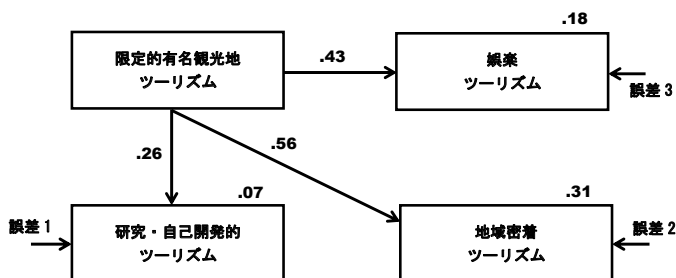 .18
限定的有名観光地
ツーリズム
.43
娯楽
ツーリズム
誤差 3
.26
.56
.07
.31
誤差 1
研究・自己開発的
ツーリズム
地域密着
ツーリズム
誤差 2